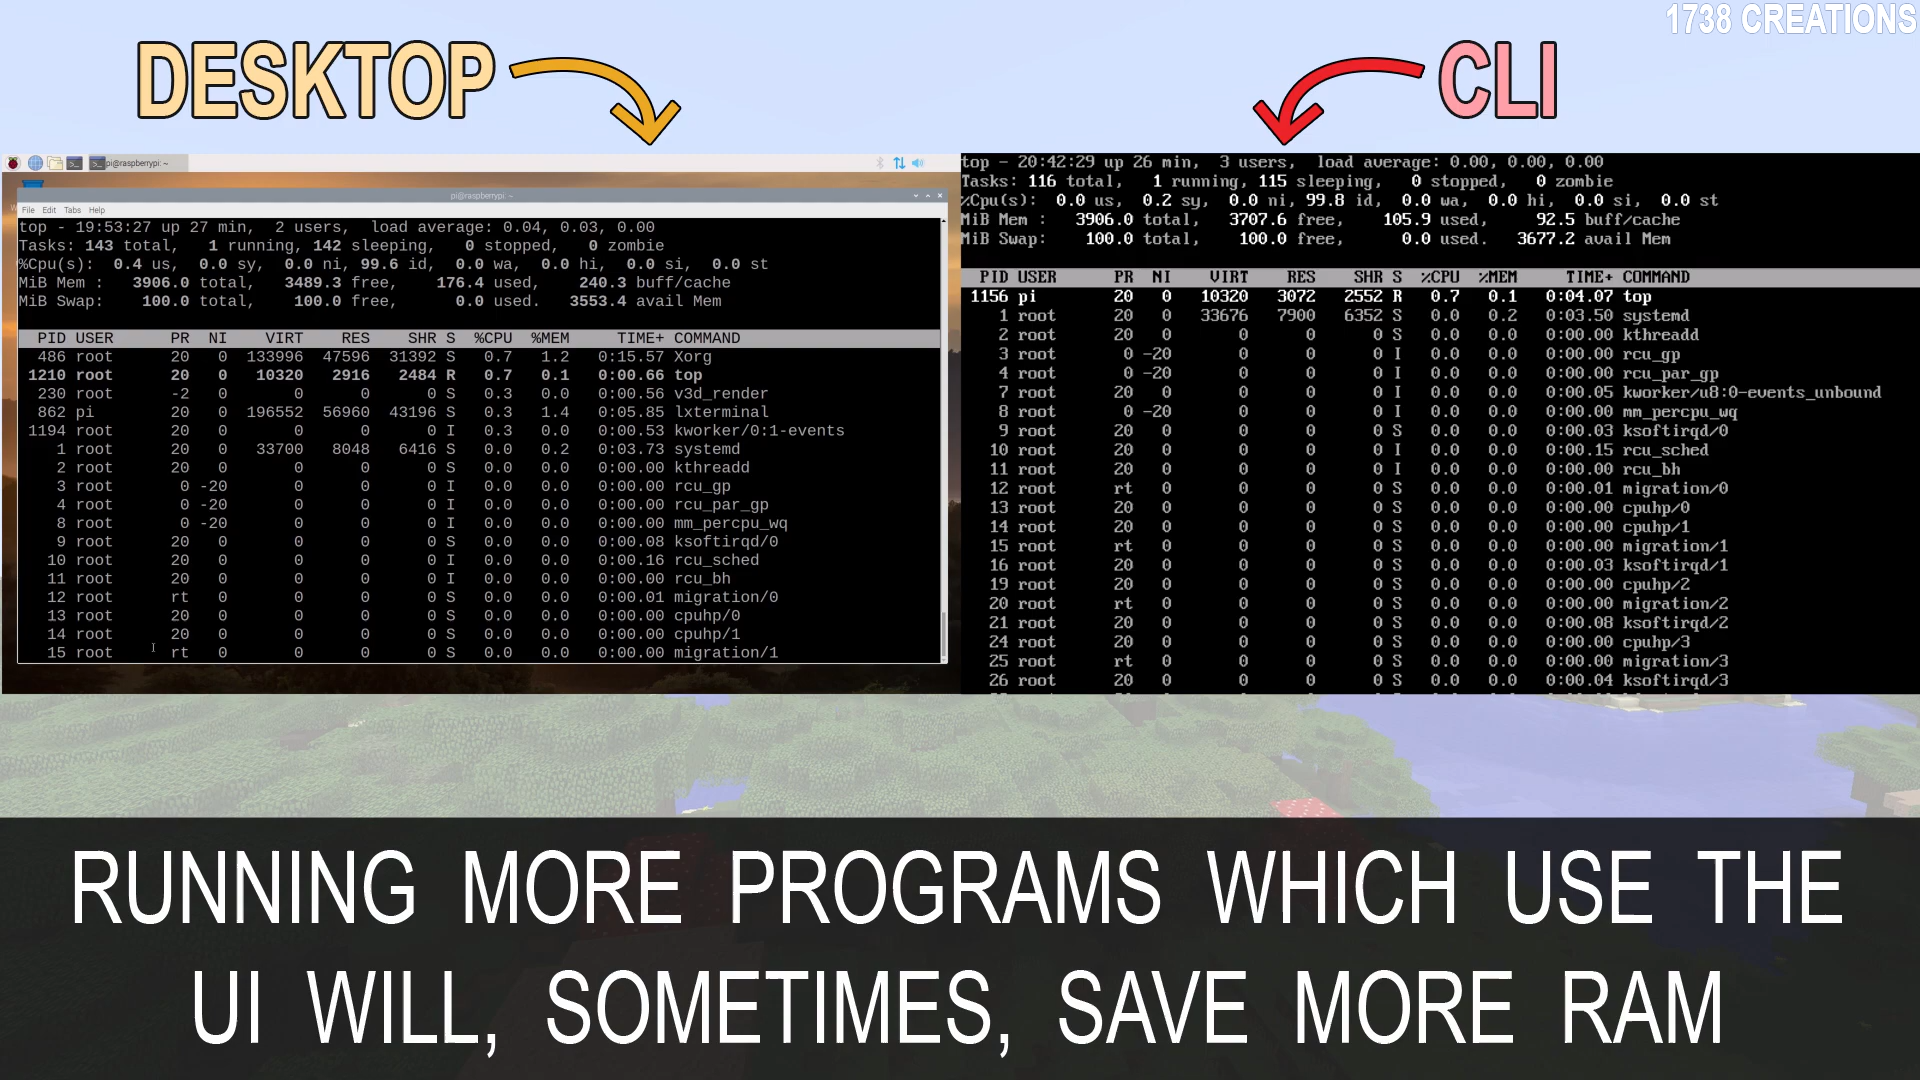 1738 CREATIONS
DESKTOP
CLI
pi@raspberrypi: ~
pi@raspberrypi: ~
File Edit Tabs Help
top - 19:53:27 up 27 min, 2 users, load average: 0.04, 0.03, 0.00
Tasks: 143 total, 1 running, 142 sleeping, 0 stopped, 0 zombie
%Cpu(s): 0.4 us, 0.0 sy, 0.0 ni, 99.6 id, 0.0 wa, 0.0 hi, 0.0 si, 0.0 st
MiB Mem : 3906.0 total, 3489.3 free, 176.4 used, 240.3 buff/cache
MiB Swap: 100.0 total, 100.0 free, 0.0 used. 3553.4 avail Mem
PID USER PR NI VIRT RES SHR S %CPU %MEM TIME+ COMMAND
486 root 20 0 133996 47596 31392 S 0.7 1.2 0:15.57 Xorg
1210 root 20 0 10320 2916 2484 R 0.7 0.1 0:00.66 top
230 root -2 0 0 0 0 S 0.3 0.0 0:00.56 v3d_render
862 pi 20 0 196552 56960 43196 S 0.3 1.4 0:05.85 lxterminal
1194 root 20 0 0 0 0 I 0.3 0.0 0:00.53 kworker/0:1-events
1 root 20 0 33700 8048 6416 S 0.0 0.2 0:03.73 systemd
2 root 20 0 0 0 0 S 0.0 0.0 0:00.00 kthreadd
3 root 0 -20 0 0 0 I 0.0 0.0 0:00.00 rcu_gp
4 root 0 -20 0 0 0 I 0.0 0.0 0:00.00 rcu_par_gp
8 root 0 -20 0 0 0 I 0.0 0.0 0:00.00 mm_percpu_wq
9 root 20 0 0 0 0 S 0.0 0.0 0:00.08 ksoftirqd/0
10 root 20 0 0 0 0 I 0.0 0.0 0:00.16 rcu_sched
11 root 20 0 0 0 0 I 0.0 0.0 0:00.00 rcu_bh
12 root rt 0 0 0 0 S 0.0 0.0 0:00.01 migration/0
13 root 20 0 0 0 0 S 0.0 0.0 0:00.00 cpuhp/0
14 root 20 0 0 0 0 S 0.0 0.0 0:00.00 cpuhp/1
15 root rt 0 0 0 0 S 0.0 0.0 0:00.00 migration/1
top - 20:42:29 up 26 min, 3 users, load average: 0.00, 0.00, 0.00
Tasks: 116 total, 1 running, 115 sleeping, 0 stopped, 0 zombie
%Cpu(s): 0.0 us, 0.2 sy, 0.0 ni, 99.8 id, 0.0 wa, 0.0 hi, 0.0 si, 0.0 st
MiB Mem : 3906.0 total, 3707.6 free, 105.9 used, 92.5 buff/cache
MiB Swap: 100.0 total, 100.0 free, 0.0 used. 3677.2 avail Mem
PID USER PR NI VIRT RES SHR S %CPU %MEM TIME+ COMMAND
1156 pi 20 0 10320 3072 2552 R 0.7 0.1 0:04.07 top
1 root 20 0 33676 7900 6352 S 0.0 0.2 0:03.50 systemd
2 root 20 0 0 0 0 S 0.0 0.0 0:00.00 kthreadd
3 root 0 -20 0 0 0 I 0.0 0.0 0:00.00 rcu_gp
4 root 0 -20 0 0 0 I 0.0 0.0 0:00.00 rcu_par_gp
7 root 20 0 0 0 0 I 0.0 0.0 0:00.05 kworker/u8:0-events_unbound
8 root 0 -20 0 0 0 I 0.0 0.0 0:00.00 mm_percpu_wq
9 root 20 0 0 0 0 S 0.0 0.0 0:00.03 ksoftirqd/0
10 root 20 0 0 0 0 I 0.0 0.0 0:00.15 rcu_sched
11 root 20 0 0 0 0 I 0.0 0.0 0:00.00 rcu_bh
12 root rt 0 0 0 0 S 0.0 0.0 0:00.01 migration/0
13 root 20 0 0 0 0 S 0.0 0.0 0:00.00 cpuhp/0
14 root 20 0 0 0 0 S 0.0 0.0 0:00.00 cpuhp/1
15 root rt 0 0 0 0 S 0.0 0.0 0:00.00 migration/1
16 root 20 0 0 0 0 S 0.0 0.0 0:00.03 ksoftirqd/1
19 root 20 0 0 0 0 S 0.0 0.0 0:00.00 cpuhp/2
20 root rt 0 0 0 0 S 0.0 0.0 0:00.00 migration/2
21 root 20 0 0 0 0 S 0.0 0.0 0:00.08 ksoftirqd/2
24 root 20 0 0 0 0 S 0.0 0.0 0:00.00 cpuhp/3
25 root rt 0 0 0 0 S 0.0 0.0 0:00.00 migration/3
26 root 20 0 0 0 0 S 0.0 0.0 0:00.04 ksoftirqd/3
RUNNING MORE PROGRAMS WHICH USE THE
UI WILL, SOMETIMES, SAVE MORE RAM